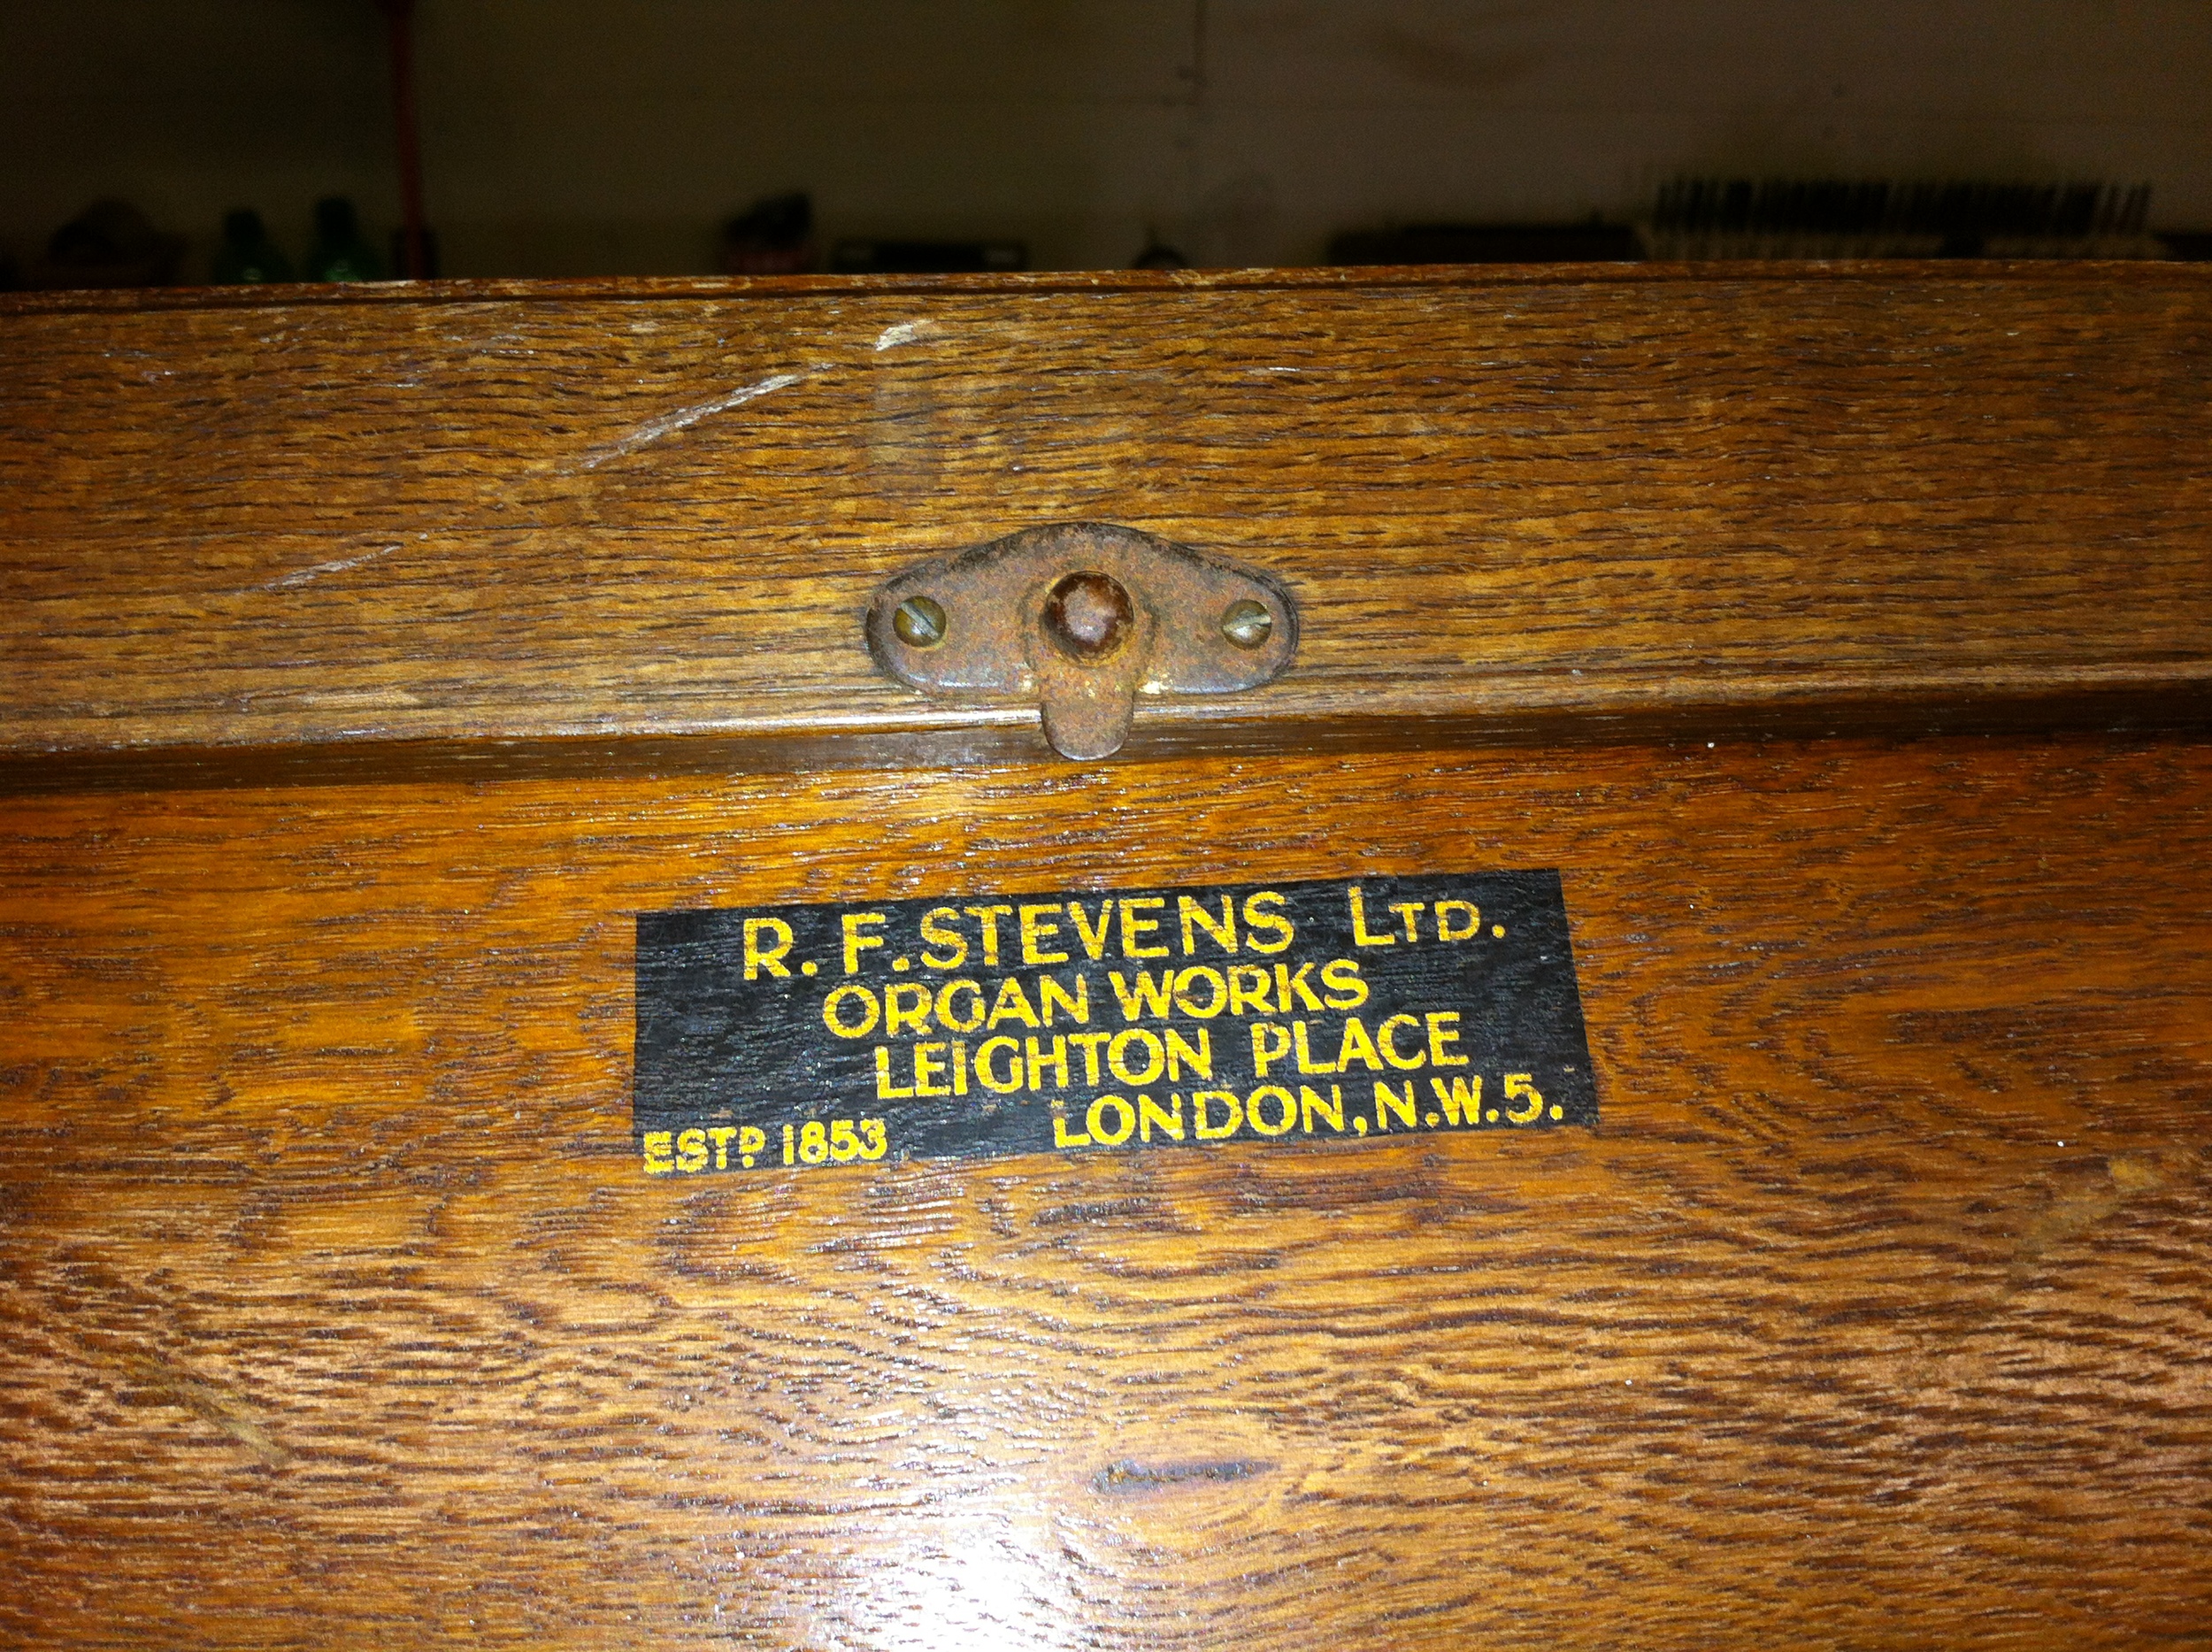 R. F. STEVENS LTD.
ORGAN WORKS
LEIGHTON PLACE
LONDON, N.W.5.
ESTD 1853